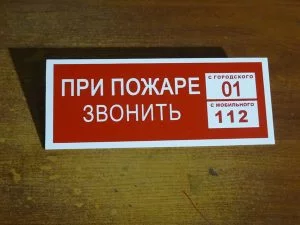 ПРИ ПОЖАРЕ
ЗВОНИТЬ
С ГОРОДСКОГО
01
С МОБИЛЬНОГО
112